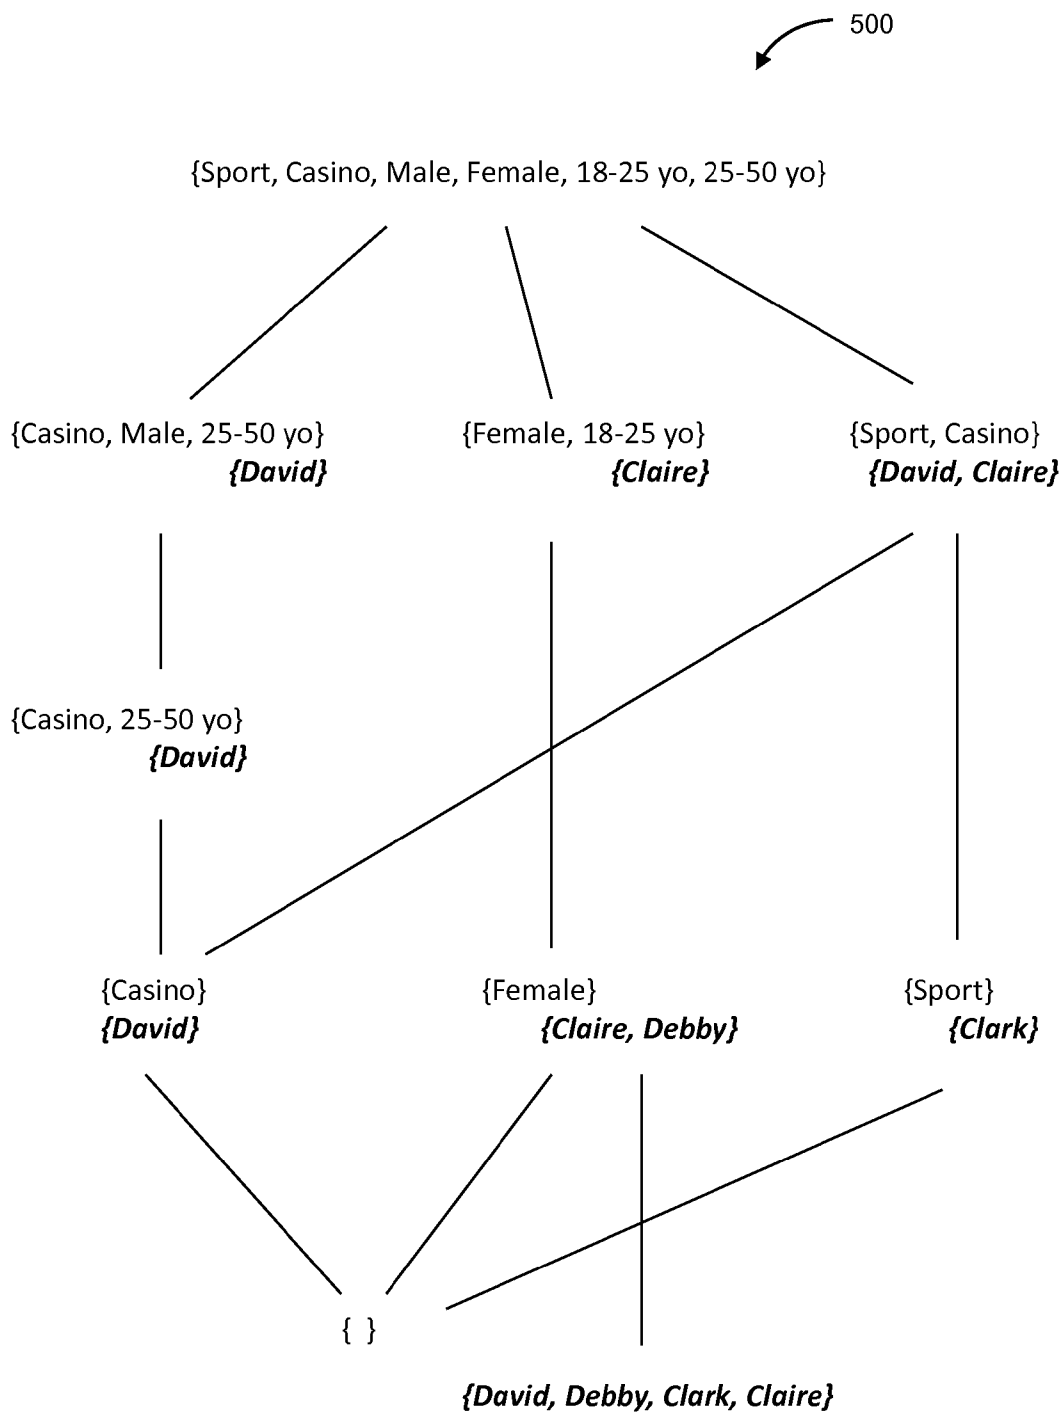 500
{Sport, Casino, Male, Female, 18-25 yo, 25-50 yo}
{Casino, Male, 25-50 yo}
{David}
{Female, 18-25 yo}
{Claire}
{Sport, Casino}
{David, Claire}
{Casino, 25-50 yo}
{David}
{Casino}
{David}
{Female}
{Claire, Debby}
{Sport}
{Clark}
{ }
{David, Debby, Clark, Claire}